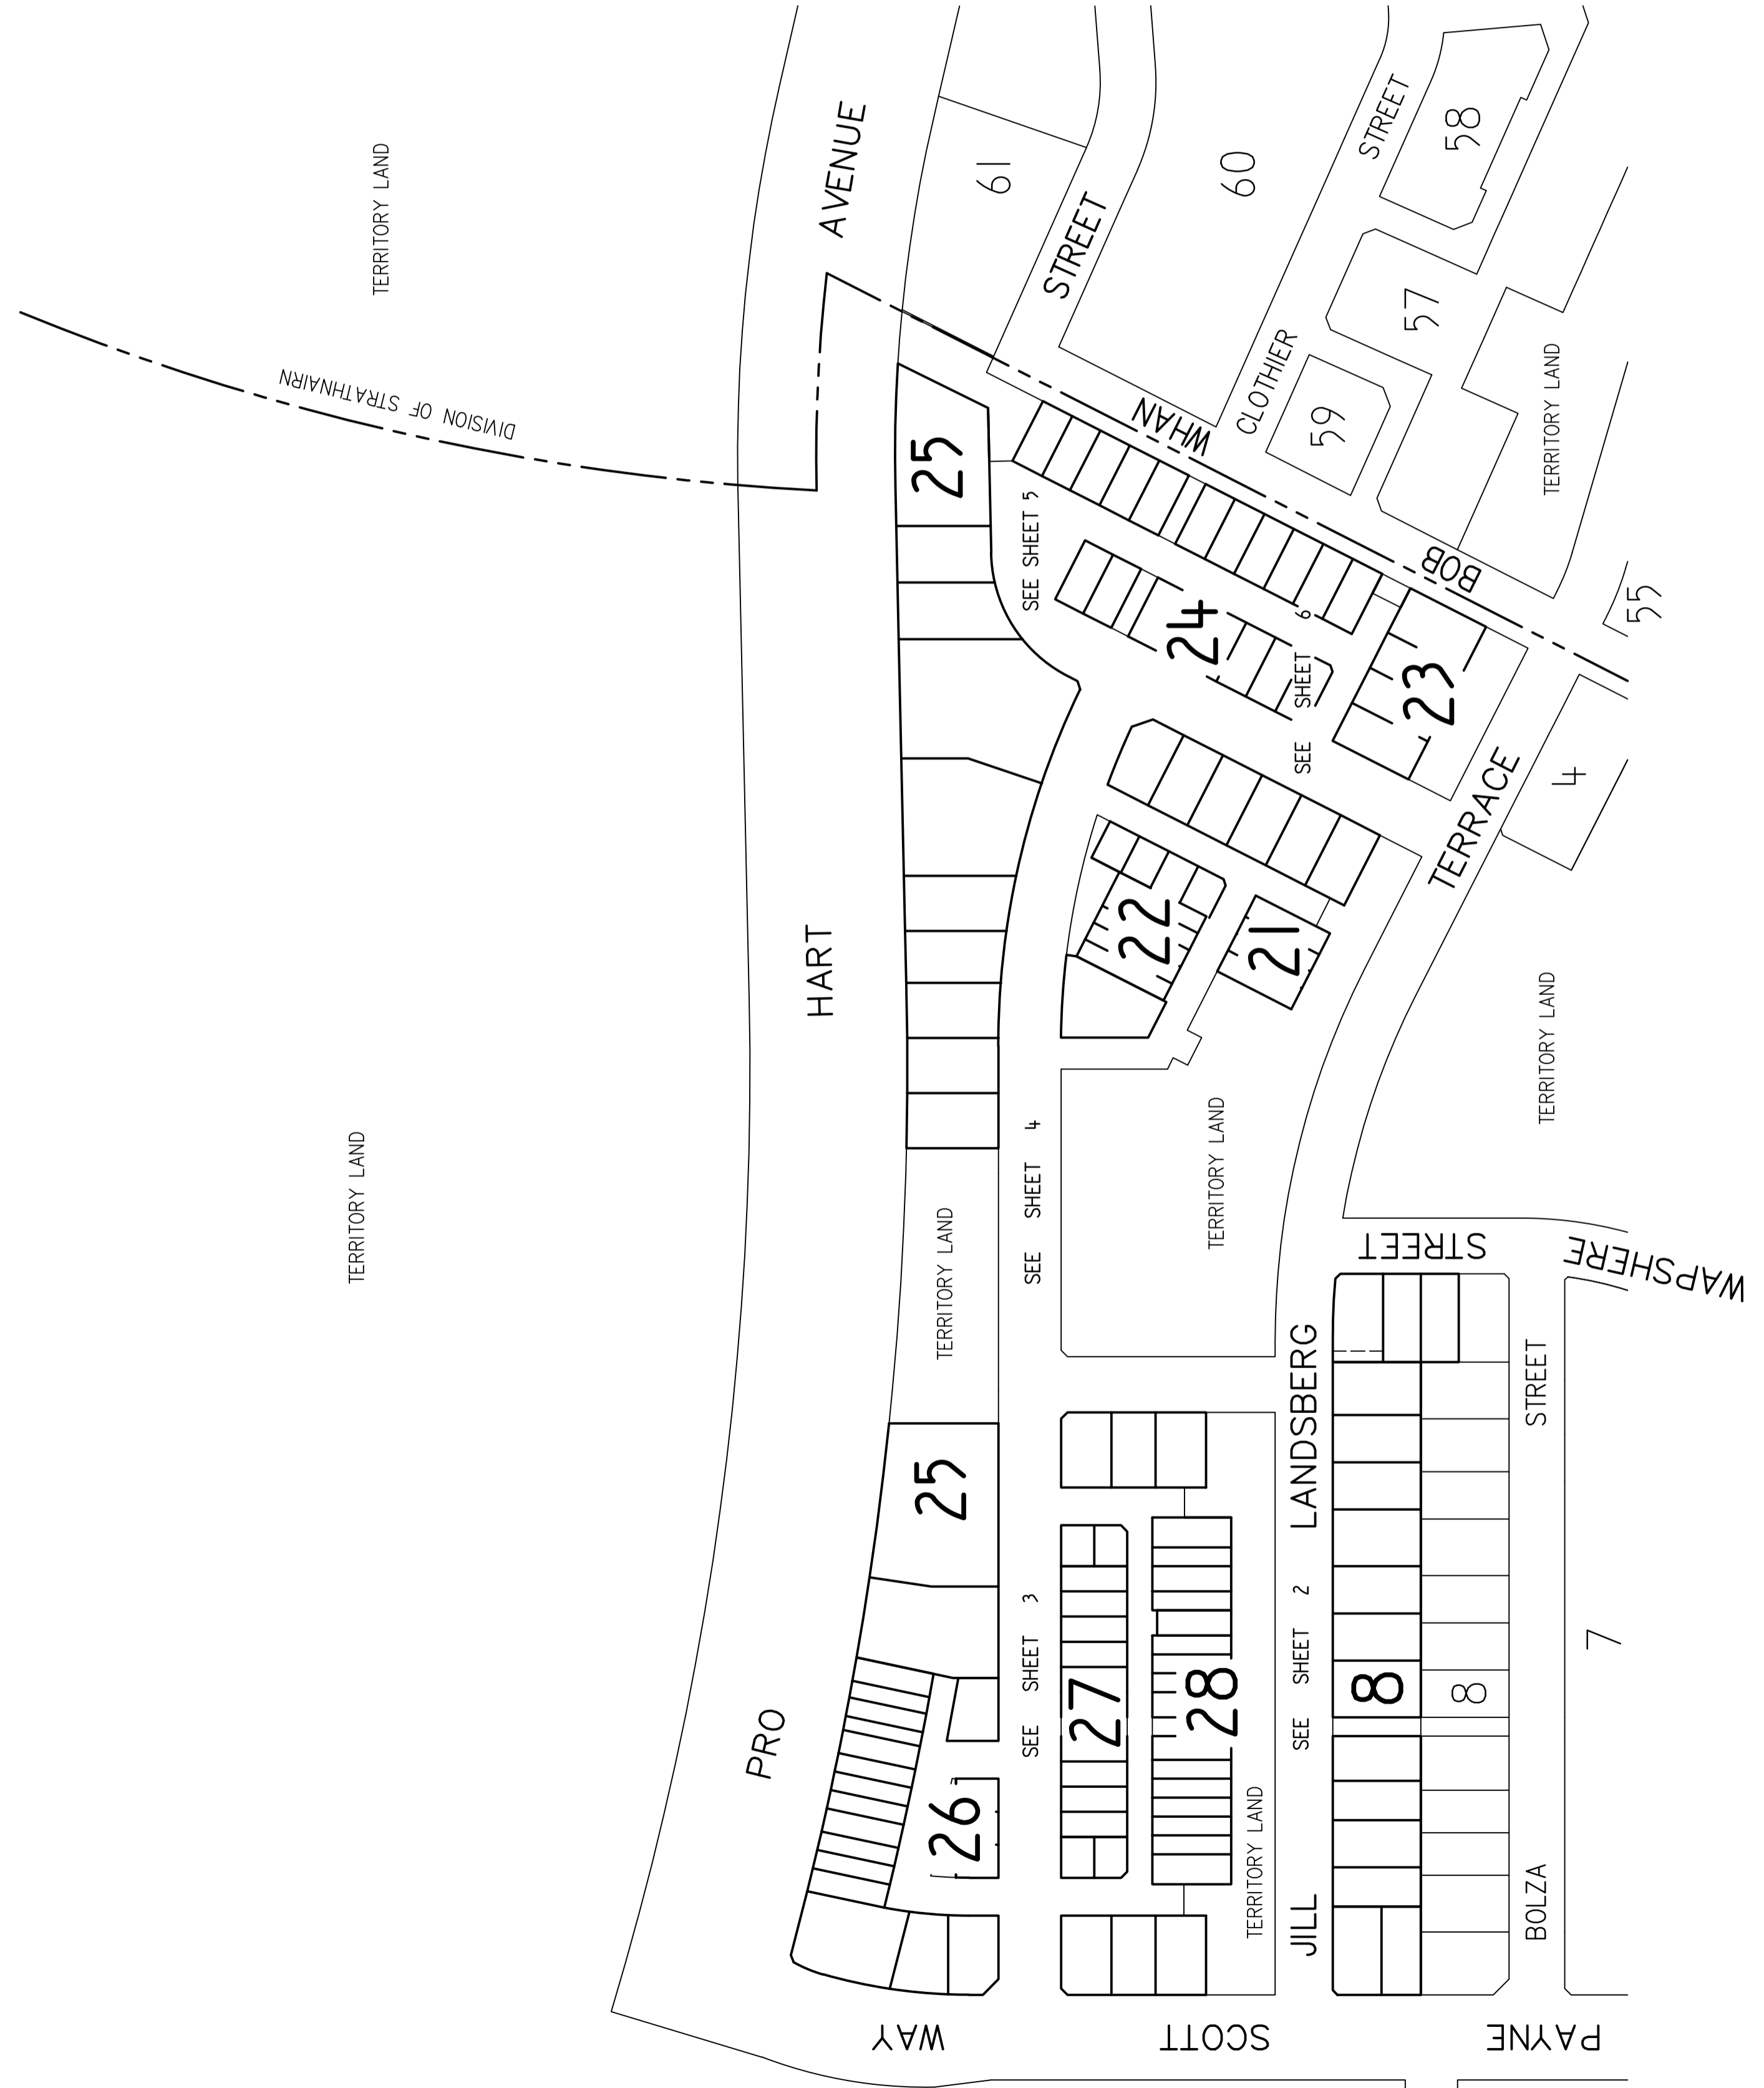 TERRITORY LAND
DIVISION OF STRATHNAIRN
PRO HART AVENUE
61
STREET
60
STREET
58
57
CLOTHIER
59
WHAN
BOB
TERRITORY LAND
55
25
SEE SHEET 5
24
SEE SHEET 6
23
TERRACE
4
22
21
TERRITORY LAND
TERRITORY LAND
TERRITORY LAND
SEE SHEET 4
TERRITORY LAND
STREET
WAPSHERE
25
SEE SHEET 3
27
28
26
SEE SHEET 2
JILL LANDSBERG
8
8
7
TERRITORY LAND
BOLZA STREET
WAY
SCOTT
PAYNE